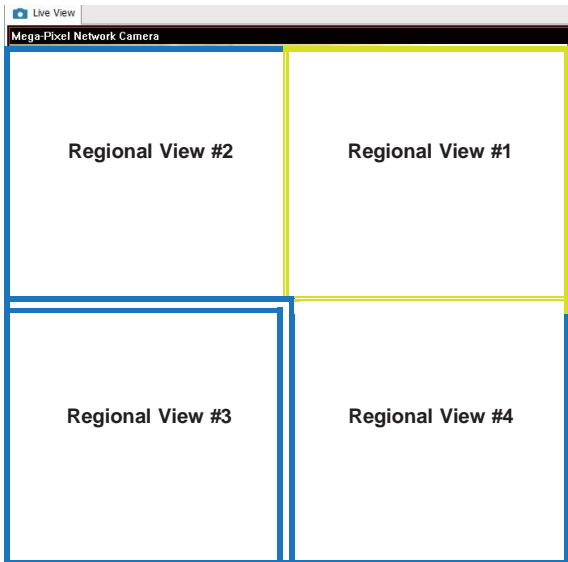 Live View
Mega-Pixel Network Camera
Regional View #2
Regional View #1
Regional View #3
Regional View #4